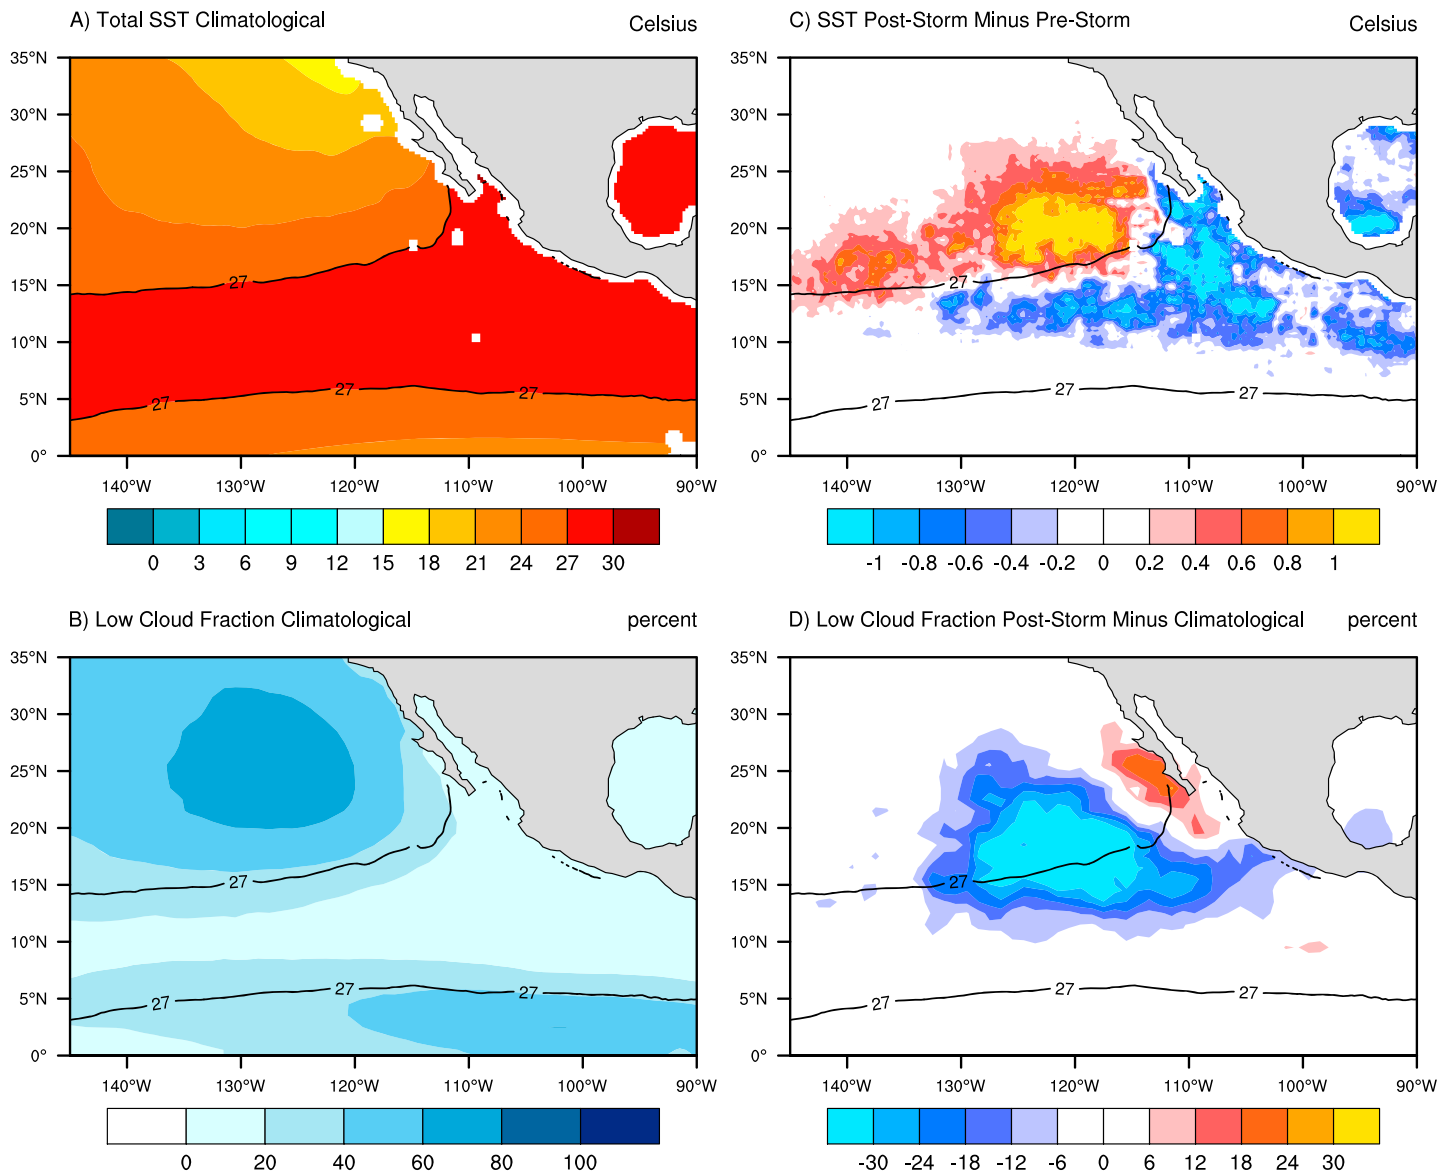 A) Total SST Climatological Celsius
35°N
30°N
25°N
20°N
15°N
10°N
5°N
0°
27
27
27
27
140°W 130°W 120°W 110°W 100°W 90°W
0 3 6 9 12 15 18 21 24 27 30
C) SST Post-Storm Minus Pre-Storm Celsius
35°N
30°N
25°N
20°N
15°N
10°N
5°N
0°
27
27
27
27
140°W 130°W 120°W 110°W 100°W 90°W
-1 -0.8 -0.6 -0.4 -0.2 0 0.2 0.4 0.6 0.8 1
B) Low Cloud Fraction Climatological percent
35°N
30°N
25°N
20°N
15°N
10°N
5°N
0°
27
27
27
27
140°W 130°W 120°W 110°W 100°W 90°W
0 20 40 60 80 100
D) Low Cloud Fraction Post-Storm Minus Climatological percent
35°N
30°N
25°N
20°N
15°N
10°N
5°N
0°
27
27
27
27
140°W 130°W 120°W 110°W 100°W 90°W
-30 -24 -18 -12 -6 0 6 12 18 24 30